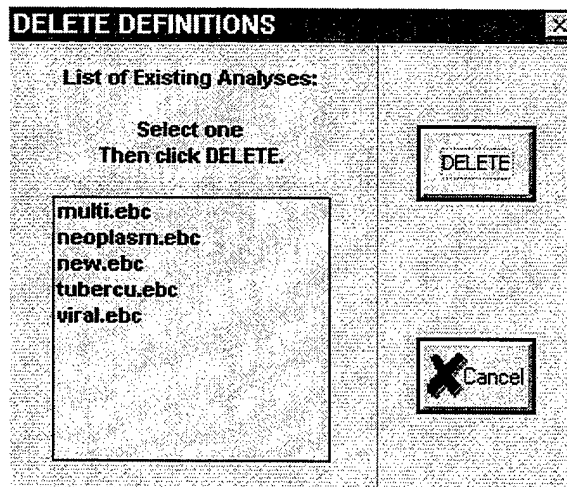 DELETE DEFINITIONS
List of Existing Analyses:
Select one
Then click DELETE.
multi.ebc
neoplasm.ebc
new.ebc
tubercu.ebc
viral.ebc
DELETE
Cancel